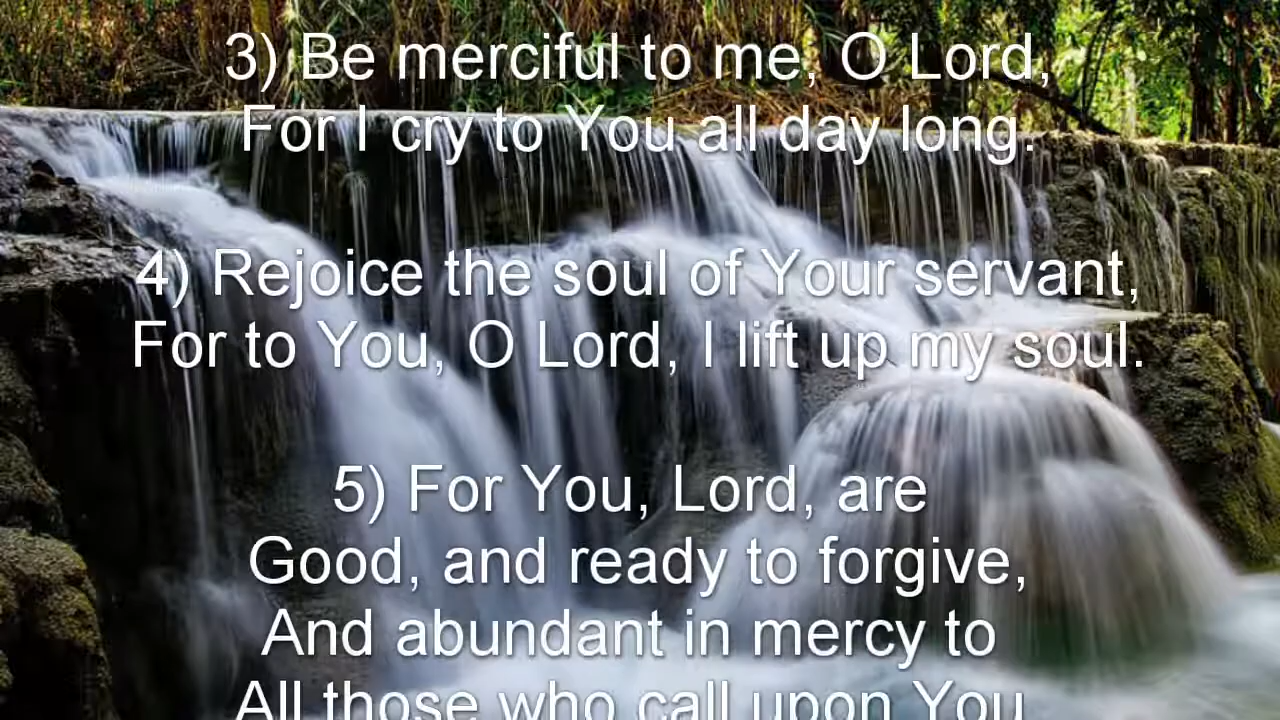 3) Be merciful to me, O Lord,
For I cry to You all day long.
4) Rejoice the soul of Your servant,
For to You, O Lord, I lift up my soul.
5) For You, Lord, are
Good, and ready to forgive,
And abundant in mercy to
All those who call upon You